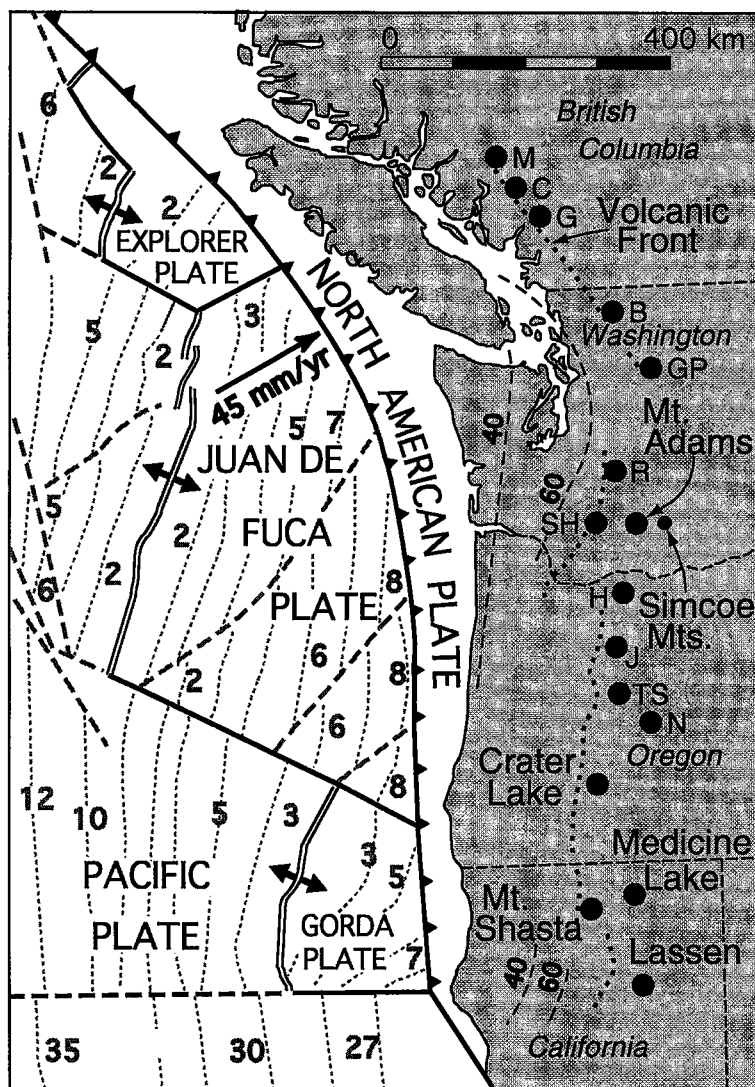 0 400 km
British
Columbia
M
C
G
Volcanic
Front
6
2
2
EXPLORER
PLATE
NORTH AMERICAN PLATE
B
Washington
GP
5
3
2
45 mm/yr
5
7
40
Mt.
Adams
JUAN DE
R
5
2
FUCA
60
SH
6
2
8
PLATE
H
Simcoe
Mts.
2
6
8
J
6
TS
N
Oregon
12
10
5
3
8
Crater
Lake
3
5
Medicine
Lake
PACIFIC
PLATE
GORDA
PLATE
7
Mt.
Shasta
40
60
Lassen
35
30
27
California